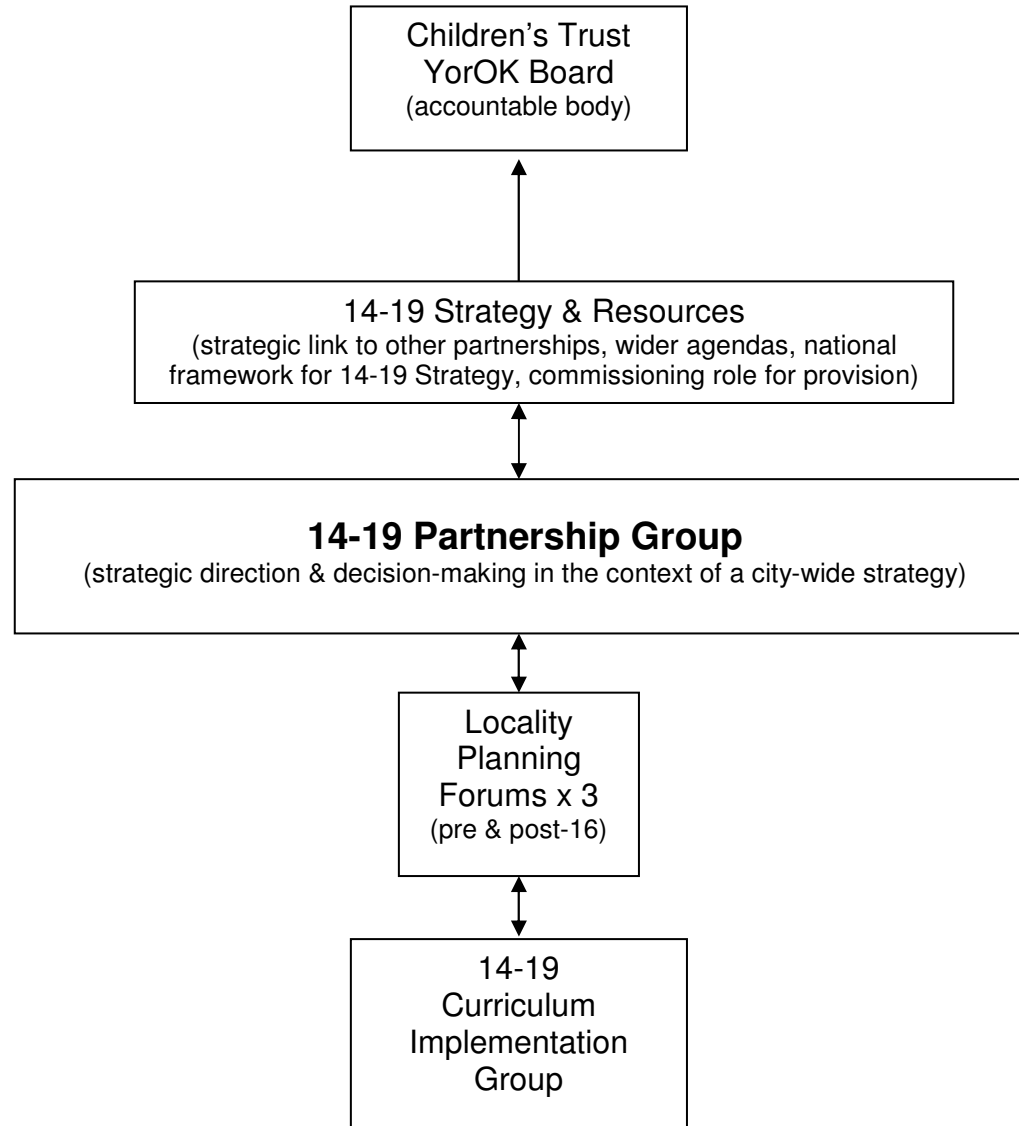 Children's Trust
YorOK Board
(accountable body)
14-19 Strategy & Resources
(strategic link to other partnerships, wider agendas, national
framework for 14-19 Strategy, commissioning role for provision)
14-19 Partnership Group
(strategic direction & decision-making in the context of a city-wide strategy)
Locality
Planning
Forums x 3
(pre & post-16)
14-19
Curriculum
Implementation
Group